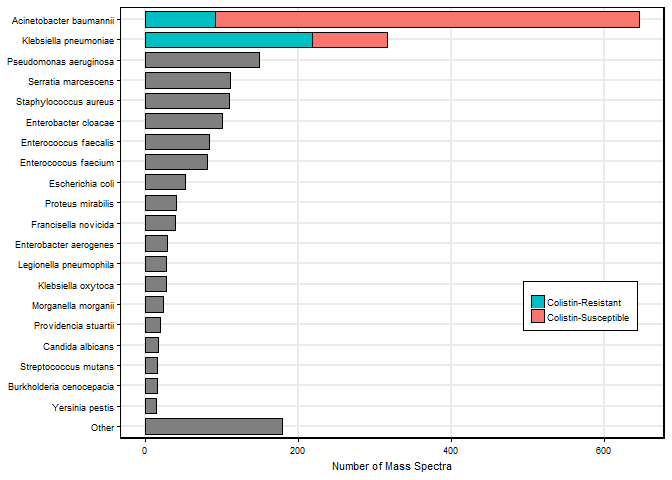 Acinetobacter baumannii
Klebsiella pneumoniae
Pseudomonas aeruginosa
Serratia marcescens
Staphylococcus aureus
Enterobacter cloacae
Enterococcus faecalis
Enterococcus faecium
Escherichia coli
Proteus mirabilis
Francisella novicida
Enterobacter aerogenes
Legionella pneumophila
Klebsiella oxytoca
Morganella morganii
Providencia stuartii
Candida albicans
Streptococcus mutans
Burkholderia cenocepacia
Yersinia pestis
Other
Colistin-Resistant
Colistin-Susceptible
0 200 400 600
Number of Mass Spectra